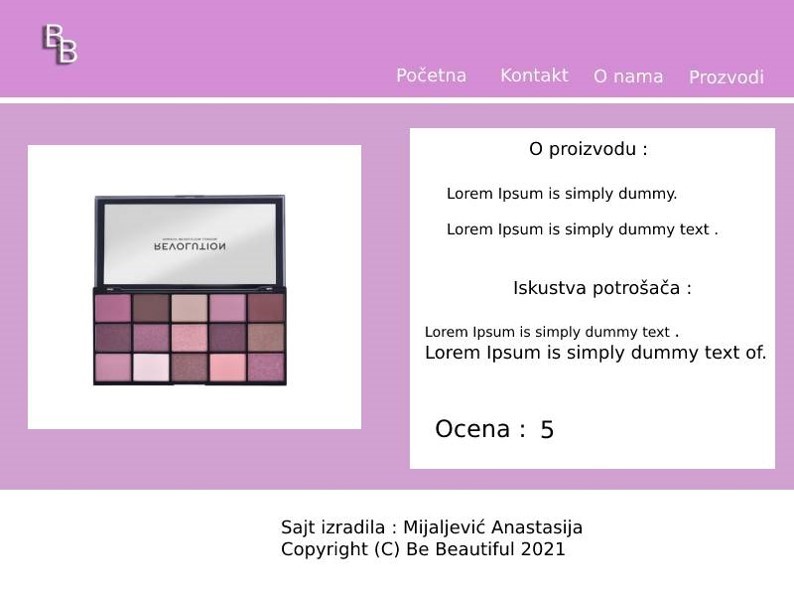 BB
Početna Kontakt O nama Prozvodi
REVOLUTION
O proizvodu :
Lorem Ipsum is simply dummy.
Lorem Ipsum is simply dummy text .
Iskustva potrošača :
Lorem Ipsum is simply dummy text .
Lorem Ipsum is simply dummy text of.
Ocena : 5
Sajt izradila : Mijaljević Anastasija
Copyright (C) Be Beautiful 2021